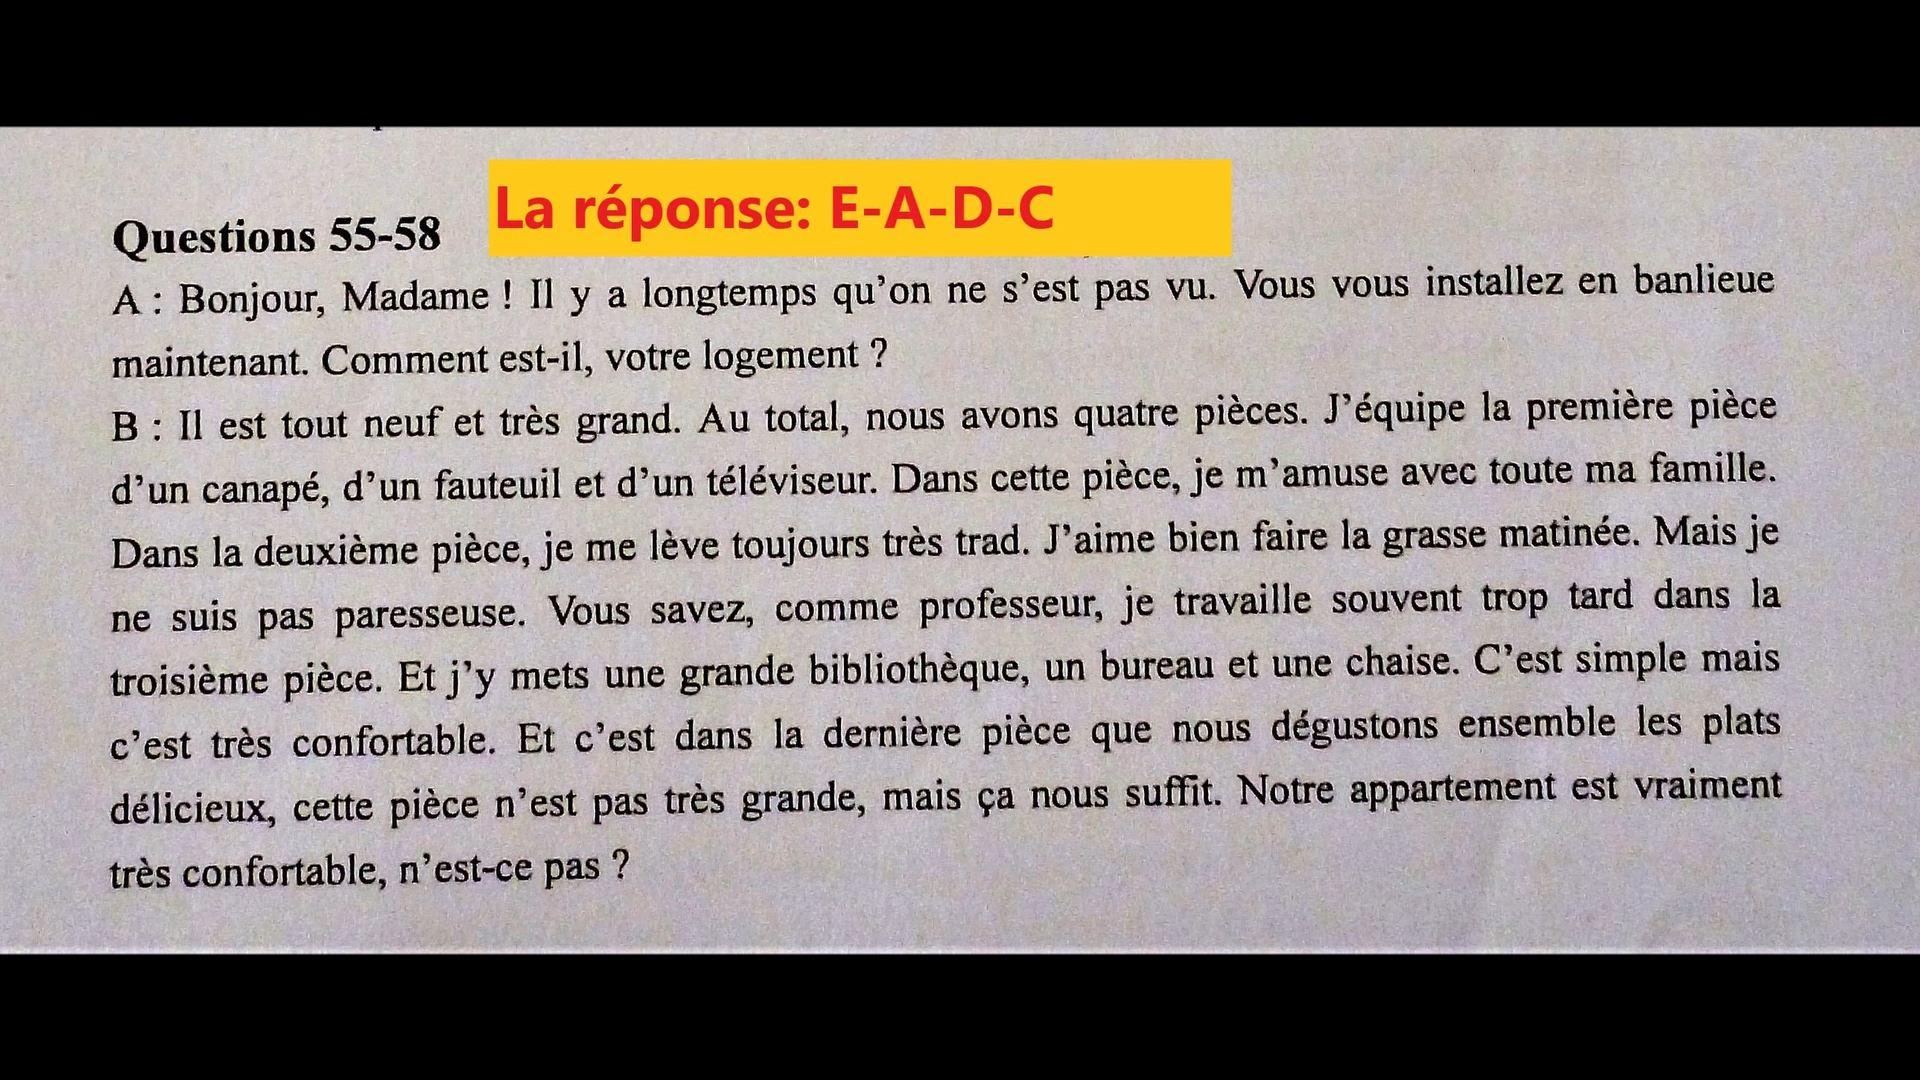 La réponse: E-A-D-C
Questions 55-58
A : Bonjour, Madame ! Il y a longtemps qu’on ne s’est pas vu. Vous vous installez en banlieue
maintenant. Comment est-il, votre logement ?
B : Il est tout neuf et très grand. Au total, nous avons quatre pièces. J’équipe la première pièce
d’un canapé, d’un fauteuil et d’un téléviseur. Dans cette pièce, je m’amuse avec toute ma famille.
Dans la deuxième pièce, je me lève toujours très trad. J’aime bien faire la grasse matinée. Mais je
ne suis pas paresseuse. Vous savez, comme professeur, je travaille souvent trop tard dans la
troisième pièce. Et j’y mets une grande bibliothèque, un bureau et une chaise. C’est simple mais
c’est très confortable. Et c’est dans la dernière pièce que nous dégustons ensemble les plats
délicieux, cette pièce n’est pas très grande, mais ça nous suffit. Notre appartement est vraiment
très confortable, n’est-ce pas ?